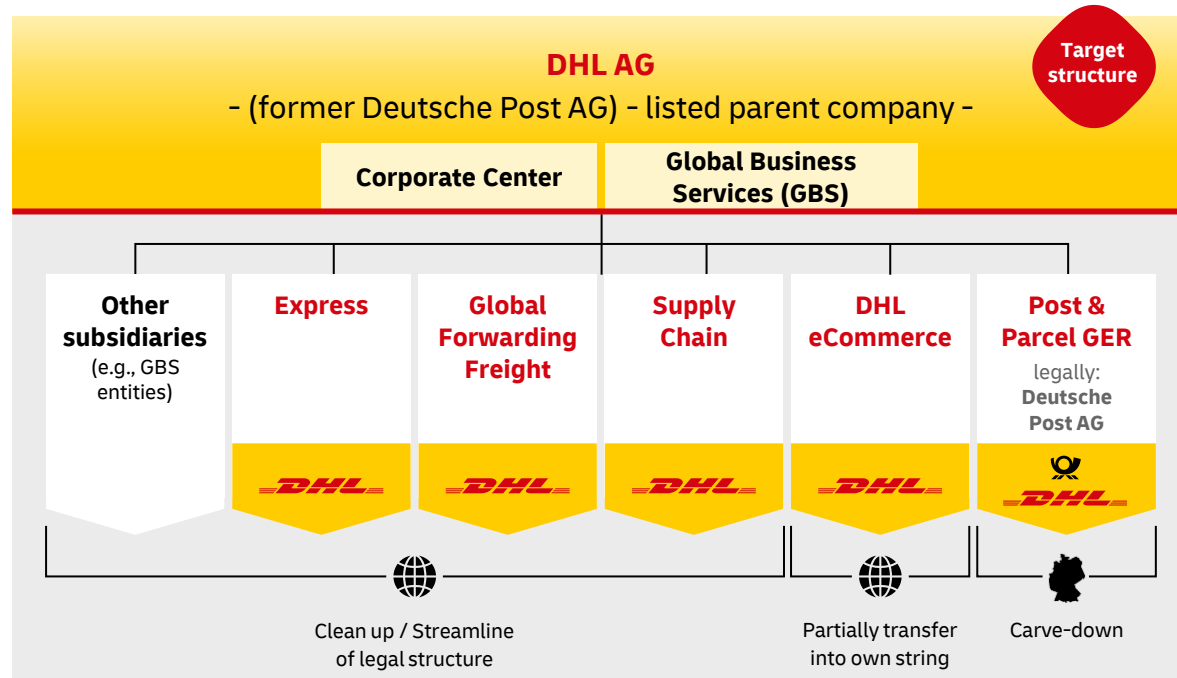 DHL AG
- (former Deutsche Post AG) - listed parent company -
Target
structure
Corporate Center
Global Business
Services (GBS)
Other
subsidiaries
(e.g., GBS
entities)
Express
Global
Forwarding
Freight
Supply
Chain
DHL
eCommerce
Post &
Parcel GER
legally:
Deutsche
Post AG
DHL
DHL
DHL
DHL
DHL
Clean up / Streamline
of legal structure
Partially transfer
into own string
Carve-down